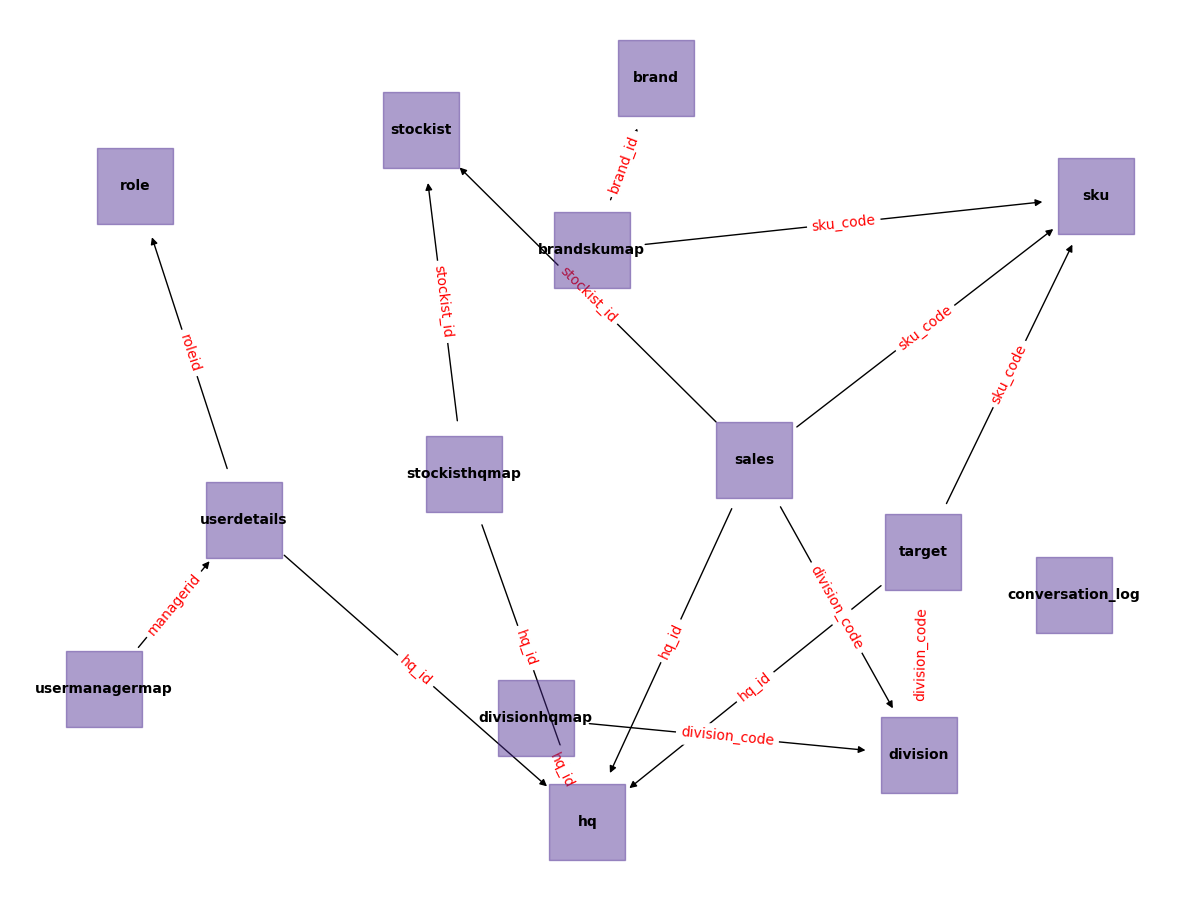 brand
stockist
brand_id
role
sku
sku_code
brandskumap
stockist_id
stockist_id
sku_code
roleid
sku_code
sales
stockisthqmap
userdetails
target
managerid
division_code
conversation_log
hq_id
hq_id
division_code
hq_id
usermanagermap
hq_id
divisionhqmap
division_code
division
hq_id
hq